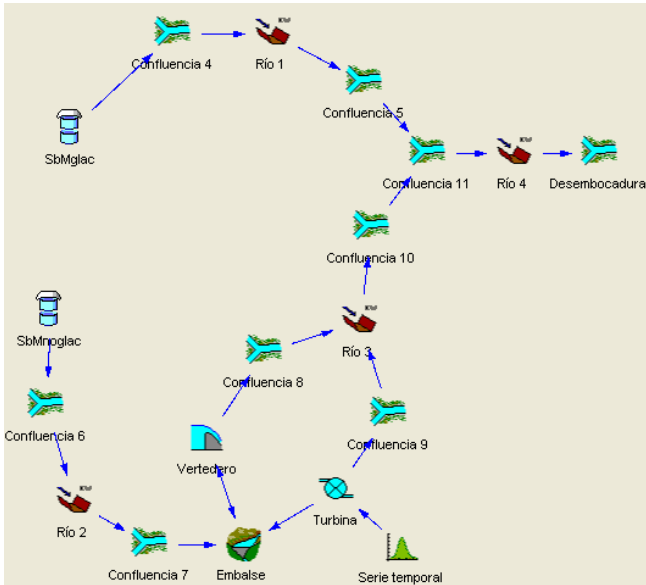 Confluencia 4
Río 1
Confluencia 5
SbMglac
Confluencia 11
Río 4
Desembocadura
Confluencia 10
SbMnoglac
Río 3
Confluencia 8
Confluencia 6
Confluencia 9
Vertedero
Turbina
Río 2
Confluencia 7
Embalse
Serie temporal